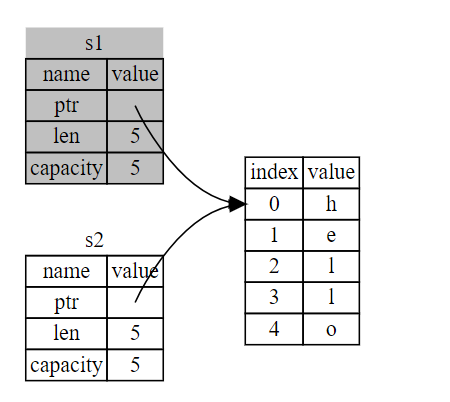 s1
name value
ptr
len 5
capacity 5
s2
name value
ptr
len 5
capacity 5
index value
0 h
1 e
2 l
3 l
4 o